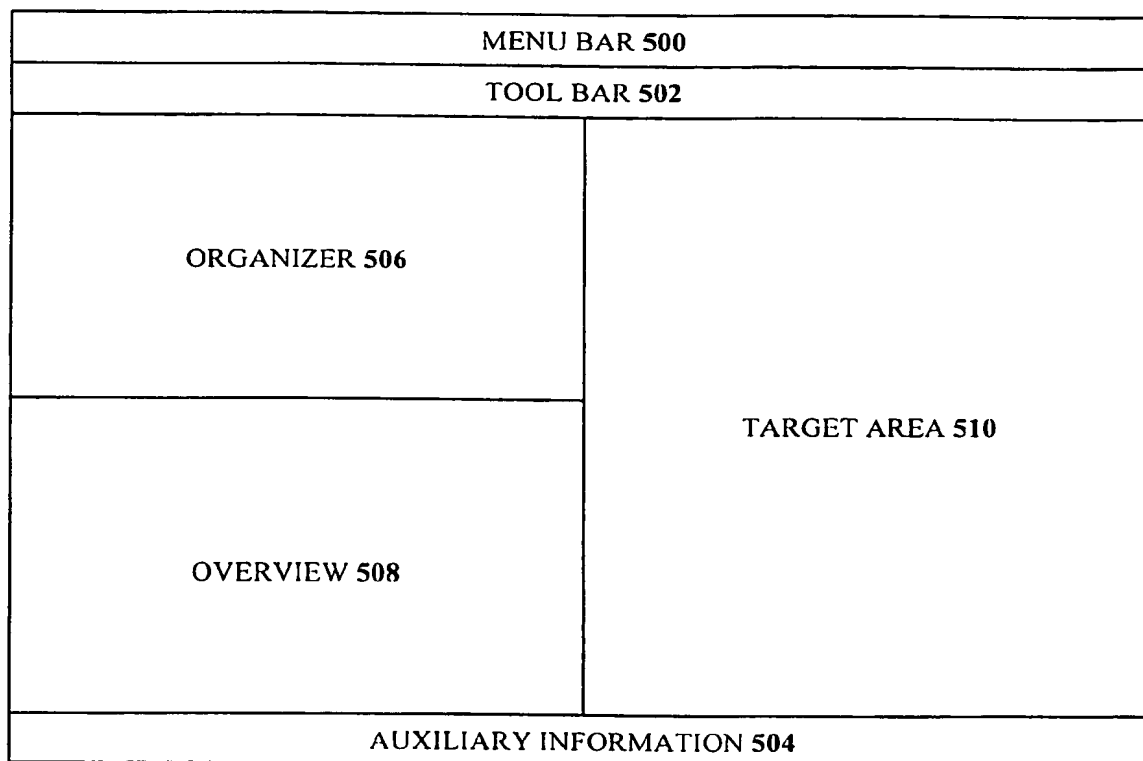 MENU BAR 500
TOOL BAR 502
ORGANIZER 506
TARGET AREA 510
OVERVIEW 508
AUXILIARY INFORMATION 504